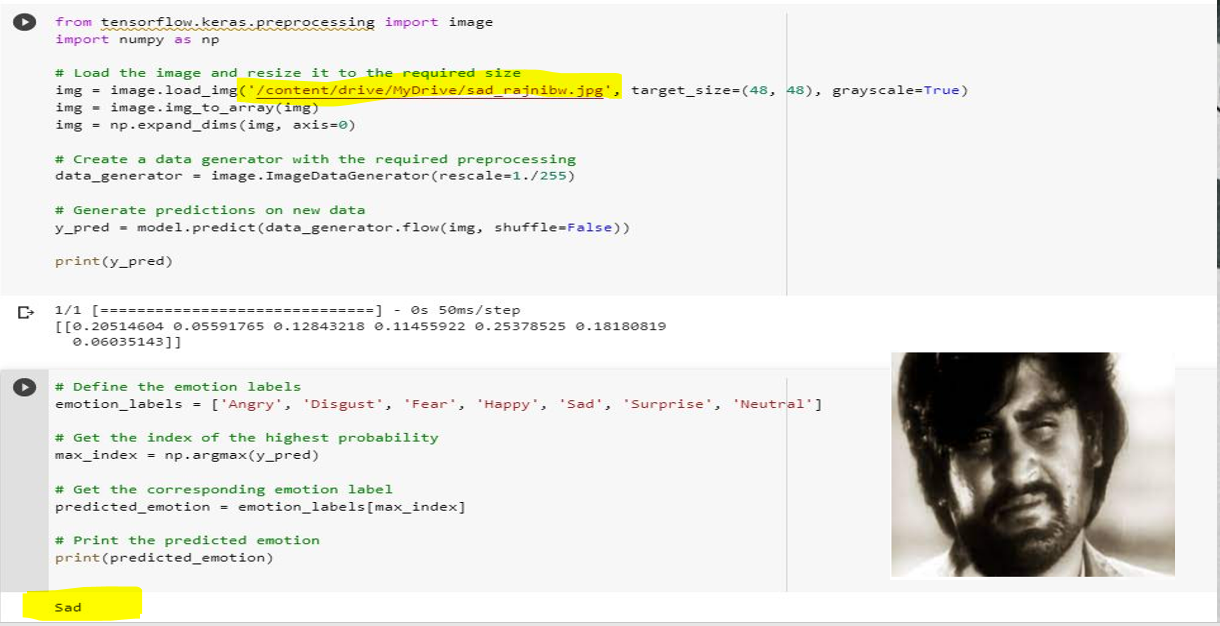 from tensorflow.keras.preprocessing import image
import numpy as np
# Load the image and resize it to the required size
img = image.load_img('/content/drive/MyDrive/sad_rajnibw.jpg', target_size=(48, 48), grayscale=True)
img = image.img_to_array(img)
img = np.expand_dims(img, axis=0)
# Create a data generator with the required preprocessing
data_generator = image.ImageDataGenerator(rescale=1./255)
# Generate predictions on new data
y_pred = model.predict(data_generator.flow(img, shuffle=False))
print(y_pred)
1/1 [==============================] - 0s 50ms/step
[[0.20514604 0.05591765 0.12843218 0.11455922 0.25378525 0.18180819
0.06035143]]
# Define the emotion labels
emotion_labels = ['Angry', 'Disgust', 'Fear', 'Happy', 'Sad', 'Surprise', 'Neutral']
# Get the index of the highest probability
max_index = np.argmax(y_pred)
# Get the corresponding emotion label
predicted_emotion = emotion_labels[max_index]
# Print the predicted emotion
print(predicted_emotion)
Sad